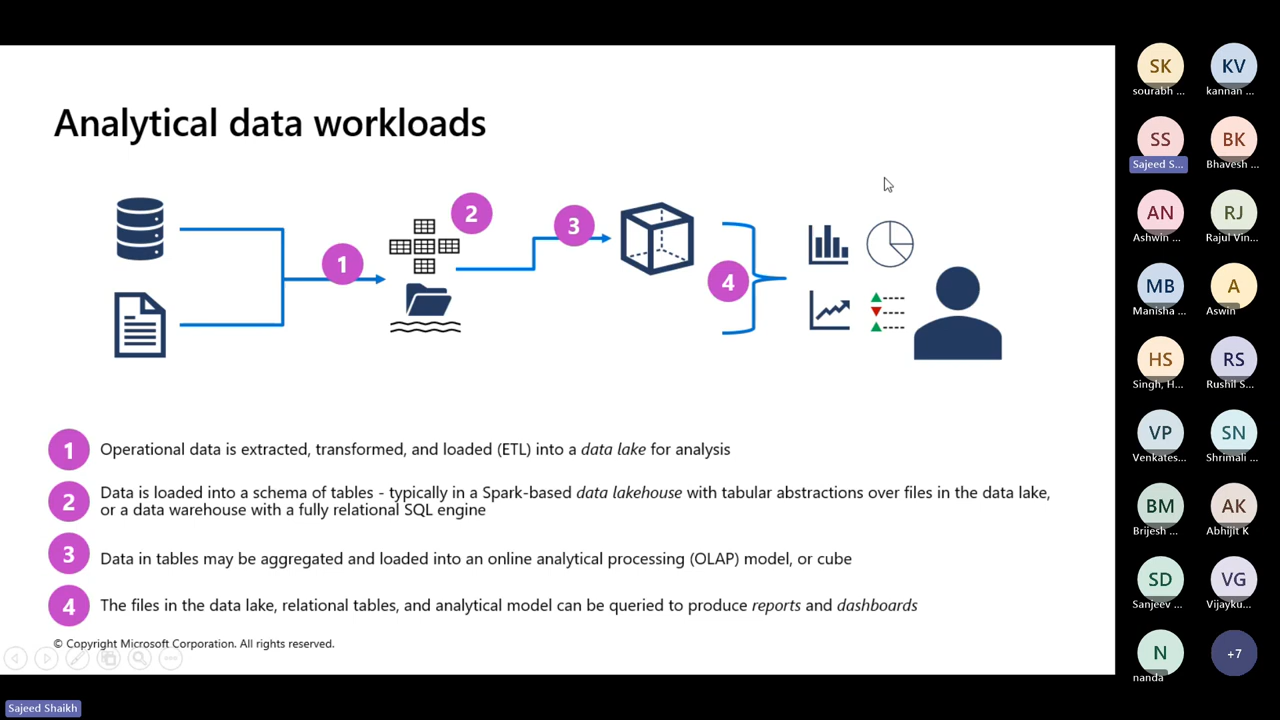 Analytical data workloads
1
2
3
4
1 Operational data is extracted, transformed, and loaded (ETL) into a data lake for analysis
2 Data is loaded into a schema of tables - typically in a Spark-based data lakehouse with tabular abstractions over files in the data lake,
or a data warehouse with a fully relational SQL engine
3 Data in tables may be aggregated and loaded into an online analytical processing (OLAP) model, or cube
4 The files in the data lake, relational tables, and analytical model can be queried to produce reports and dashboards
© Copyright Microsoft Corporation. All rights reserved.
Sajeed Shaikh
SK KV
sourabh ... kannan ...
SS BK
Sajeed S... Bhavesh ...
AN RJ
Ashwin ... Rajul Vin...
MB A
Manisha ... Aswin
HS RS
Singh, H... Rushil S...
VP SN
Venkates... Shrimali ...
BM AK
Brijesh ... Abhijit K
SD VG
Sanjeev ... Vijayku...
N +7
nanda